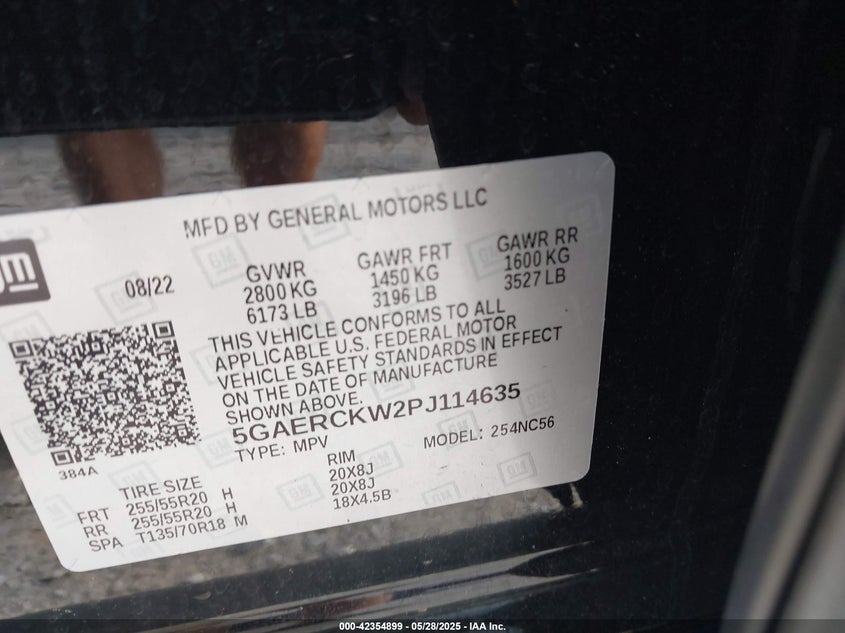 MFD BY GENERAL MOTORS LLC
GM
08/22
GVWR
2800 KG
6173 LB
GAWR FRT
1450 KG
3196 LB
GAWR RR
1600 KG
3527 LB
THIS VEHICLE CONFORMS TO ALL
APPLICABLE U.S. FEDERAL MOTOR
VEHICLE SAFETY STANDARDS IN EFFECT
ON THE DATE OF MANUFACTURE
SHOWN ABOVE.
5GAERCKW2PJ114635
TYPE: MPV MODEL: 254NC56
384A
TIRE SIZE RIM
FRT 255/55R20 H 20X8J
RR 255/55R20 H 20X8J
SPA T135/70R18 M 18X4.5B
000-42354899 - 05/28/2025 - IAA Inc.